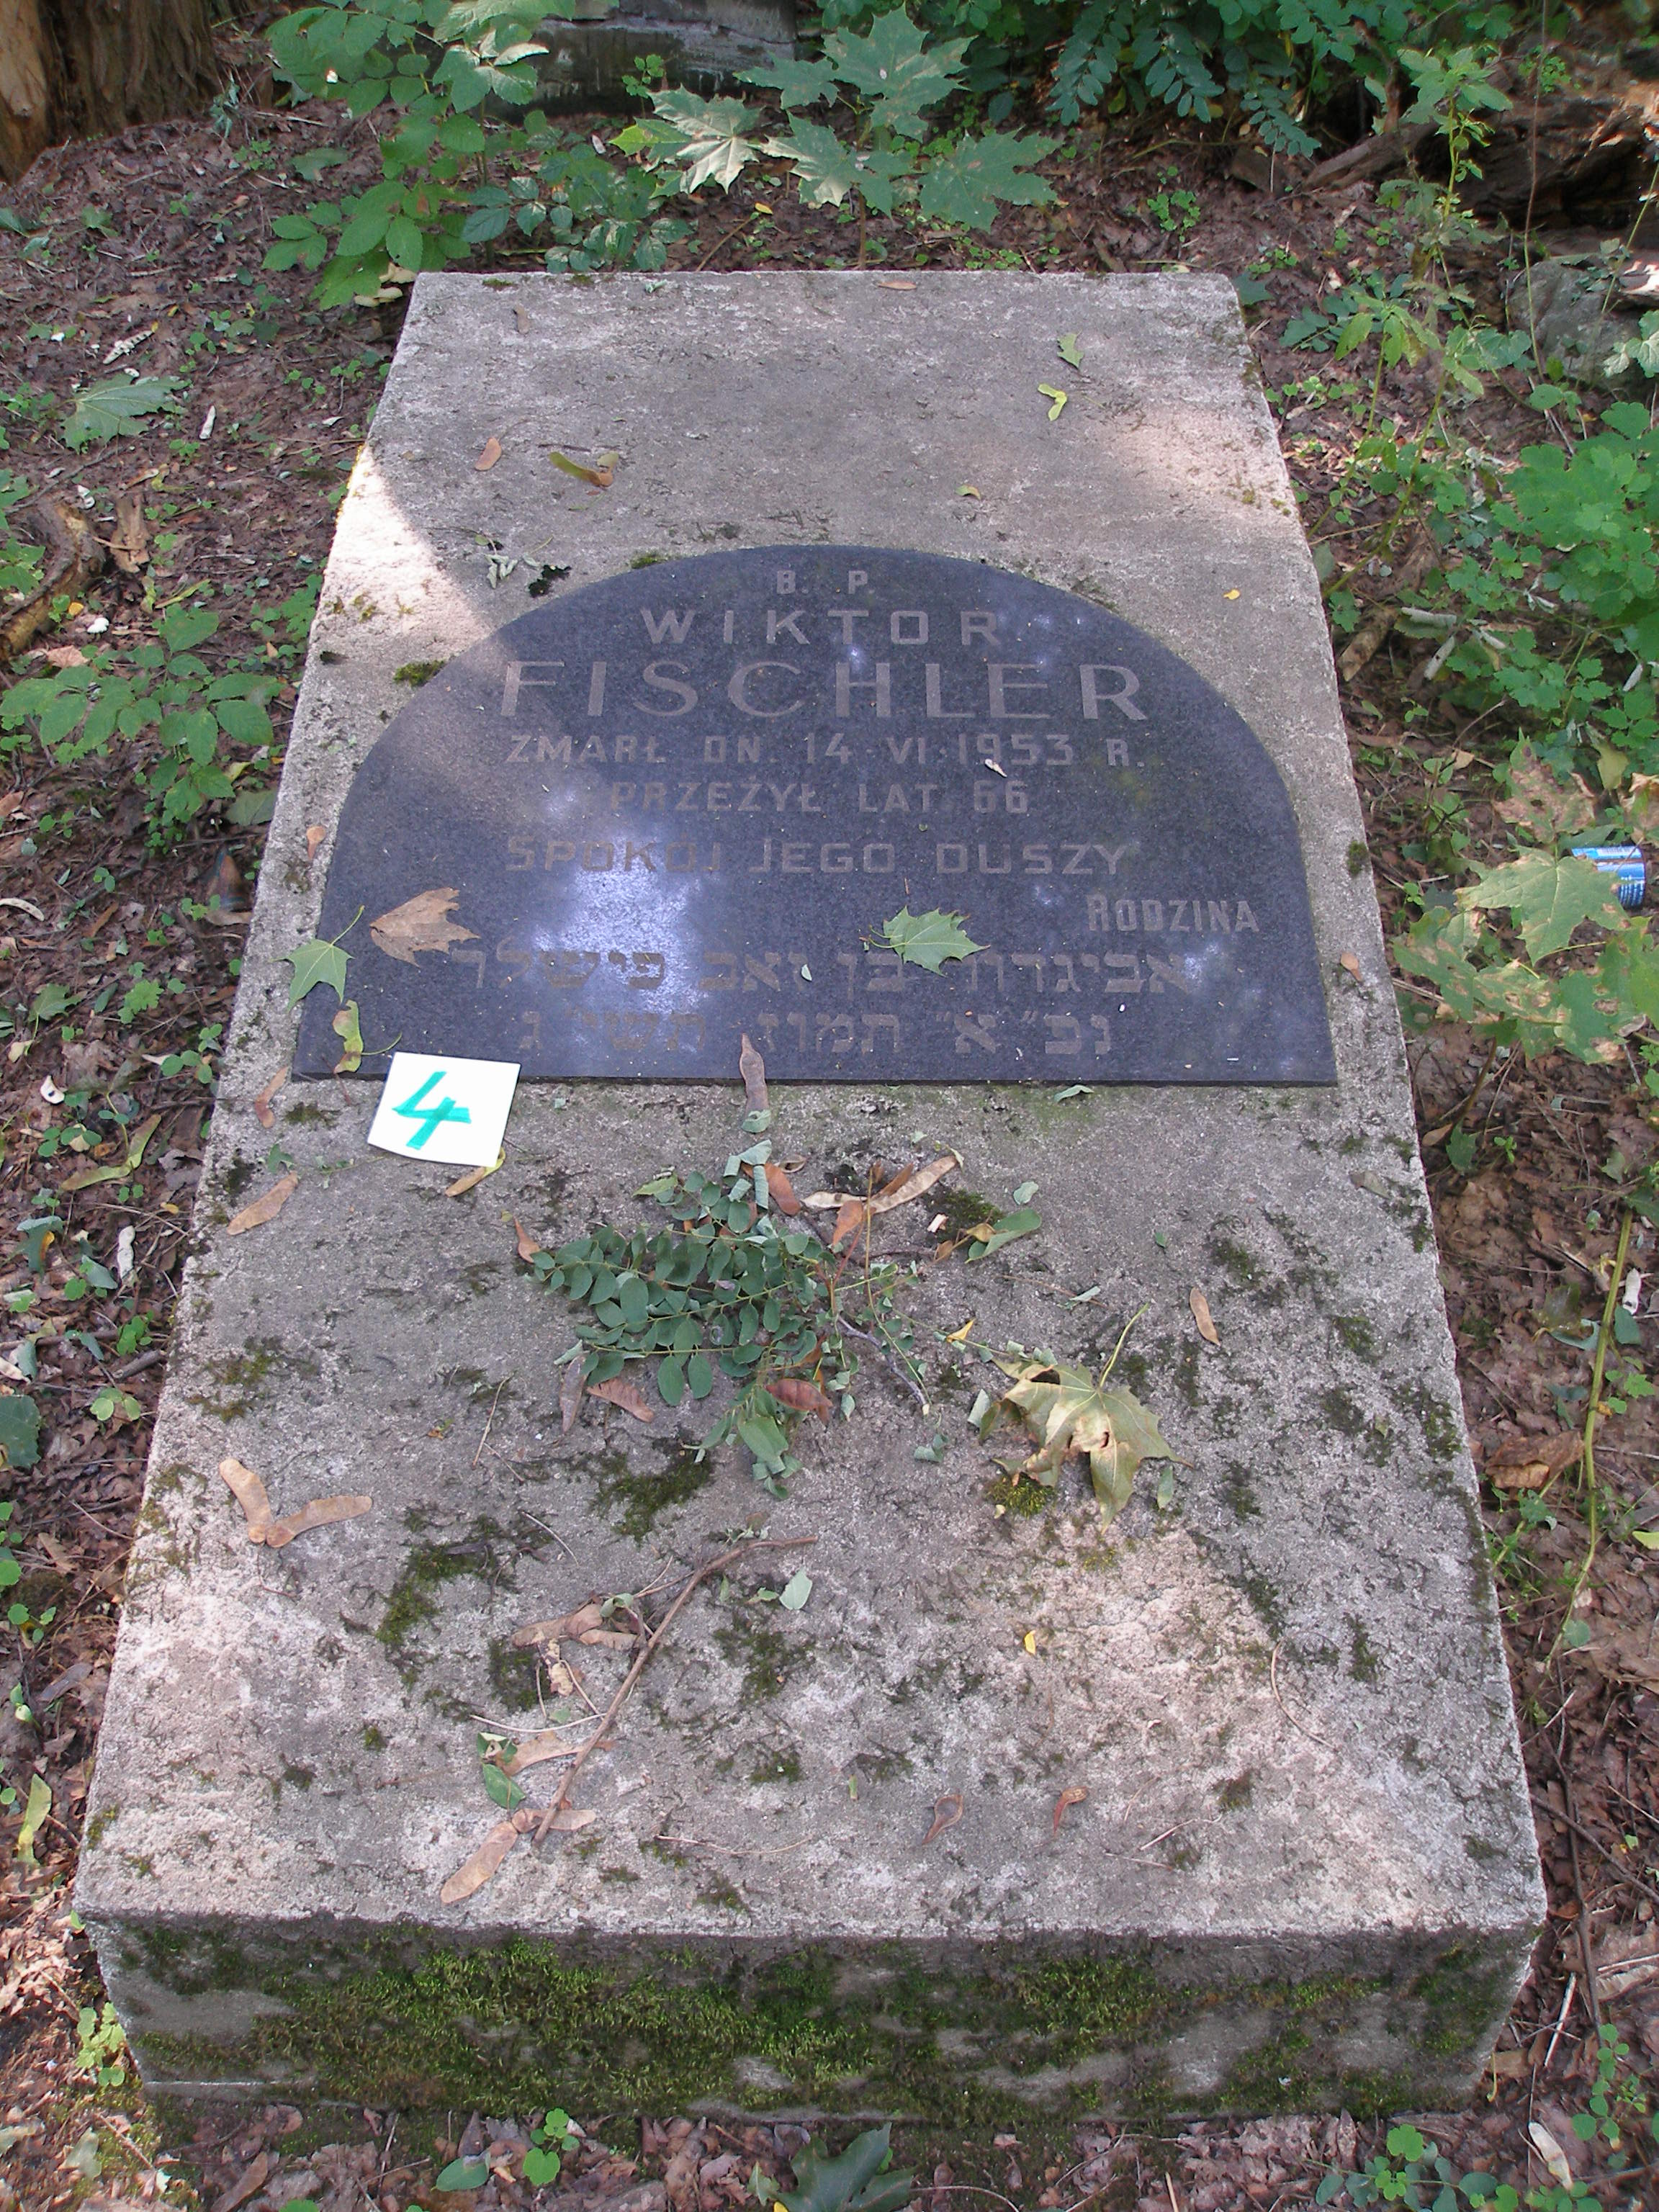 B. P.
WIKTOR
FISCHLER
ZMARŁ DN. 14 VI 1953 R.
PRZEŻYŁ LAT 66
SPOKÓJ JEGO DUSZY
RODZINA
אביגדור בן זאב פישלר
נפ״ א״ תמוז תשי״ג
4